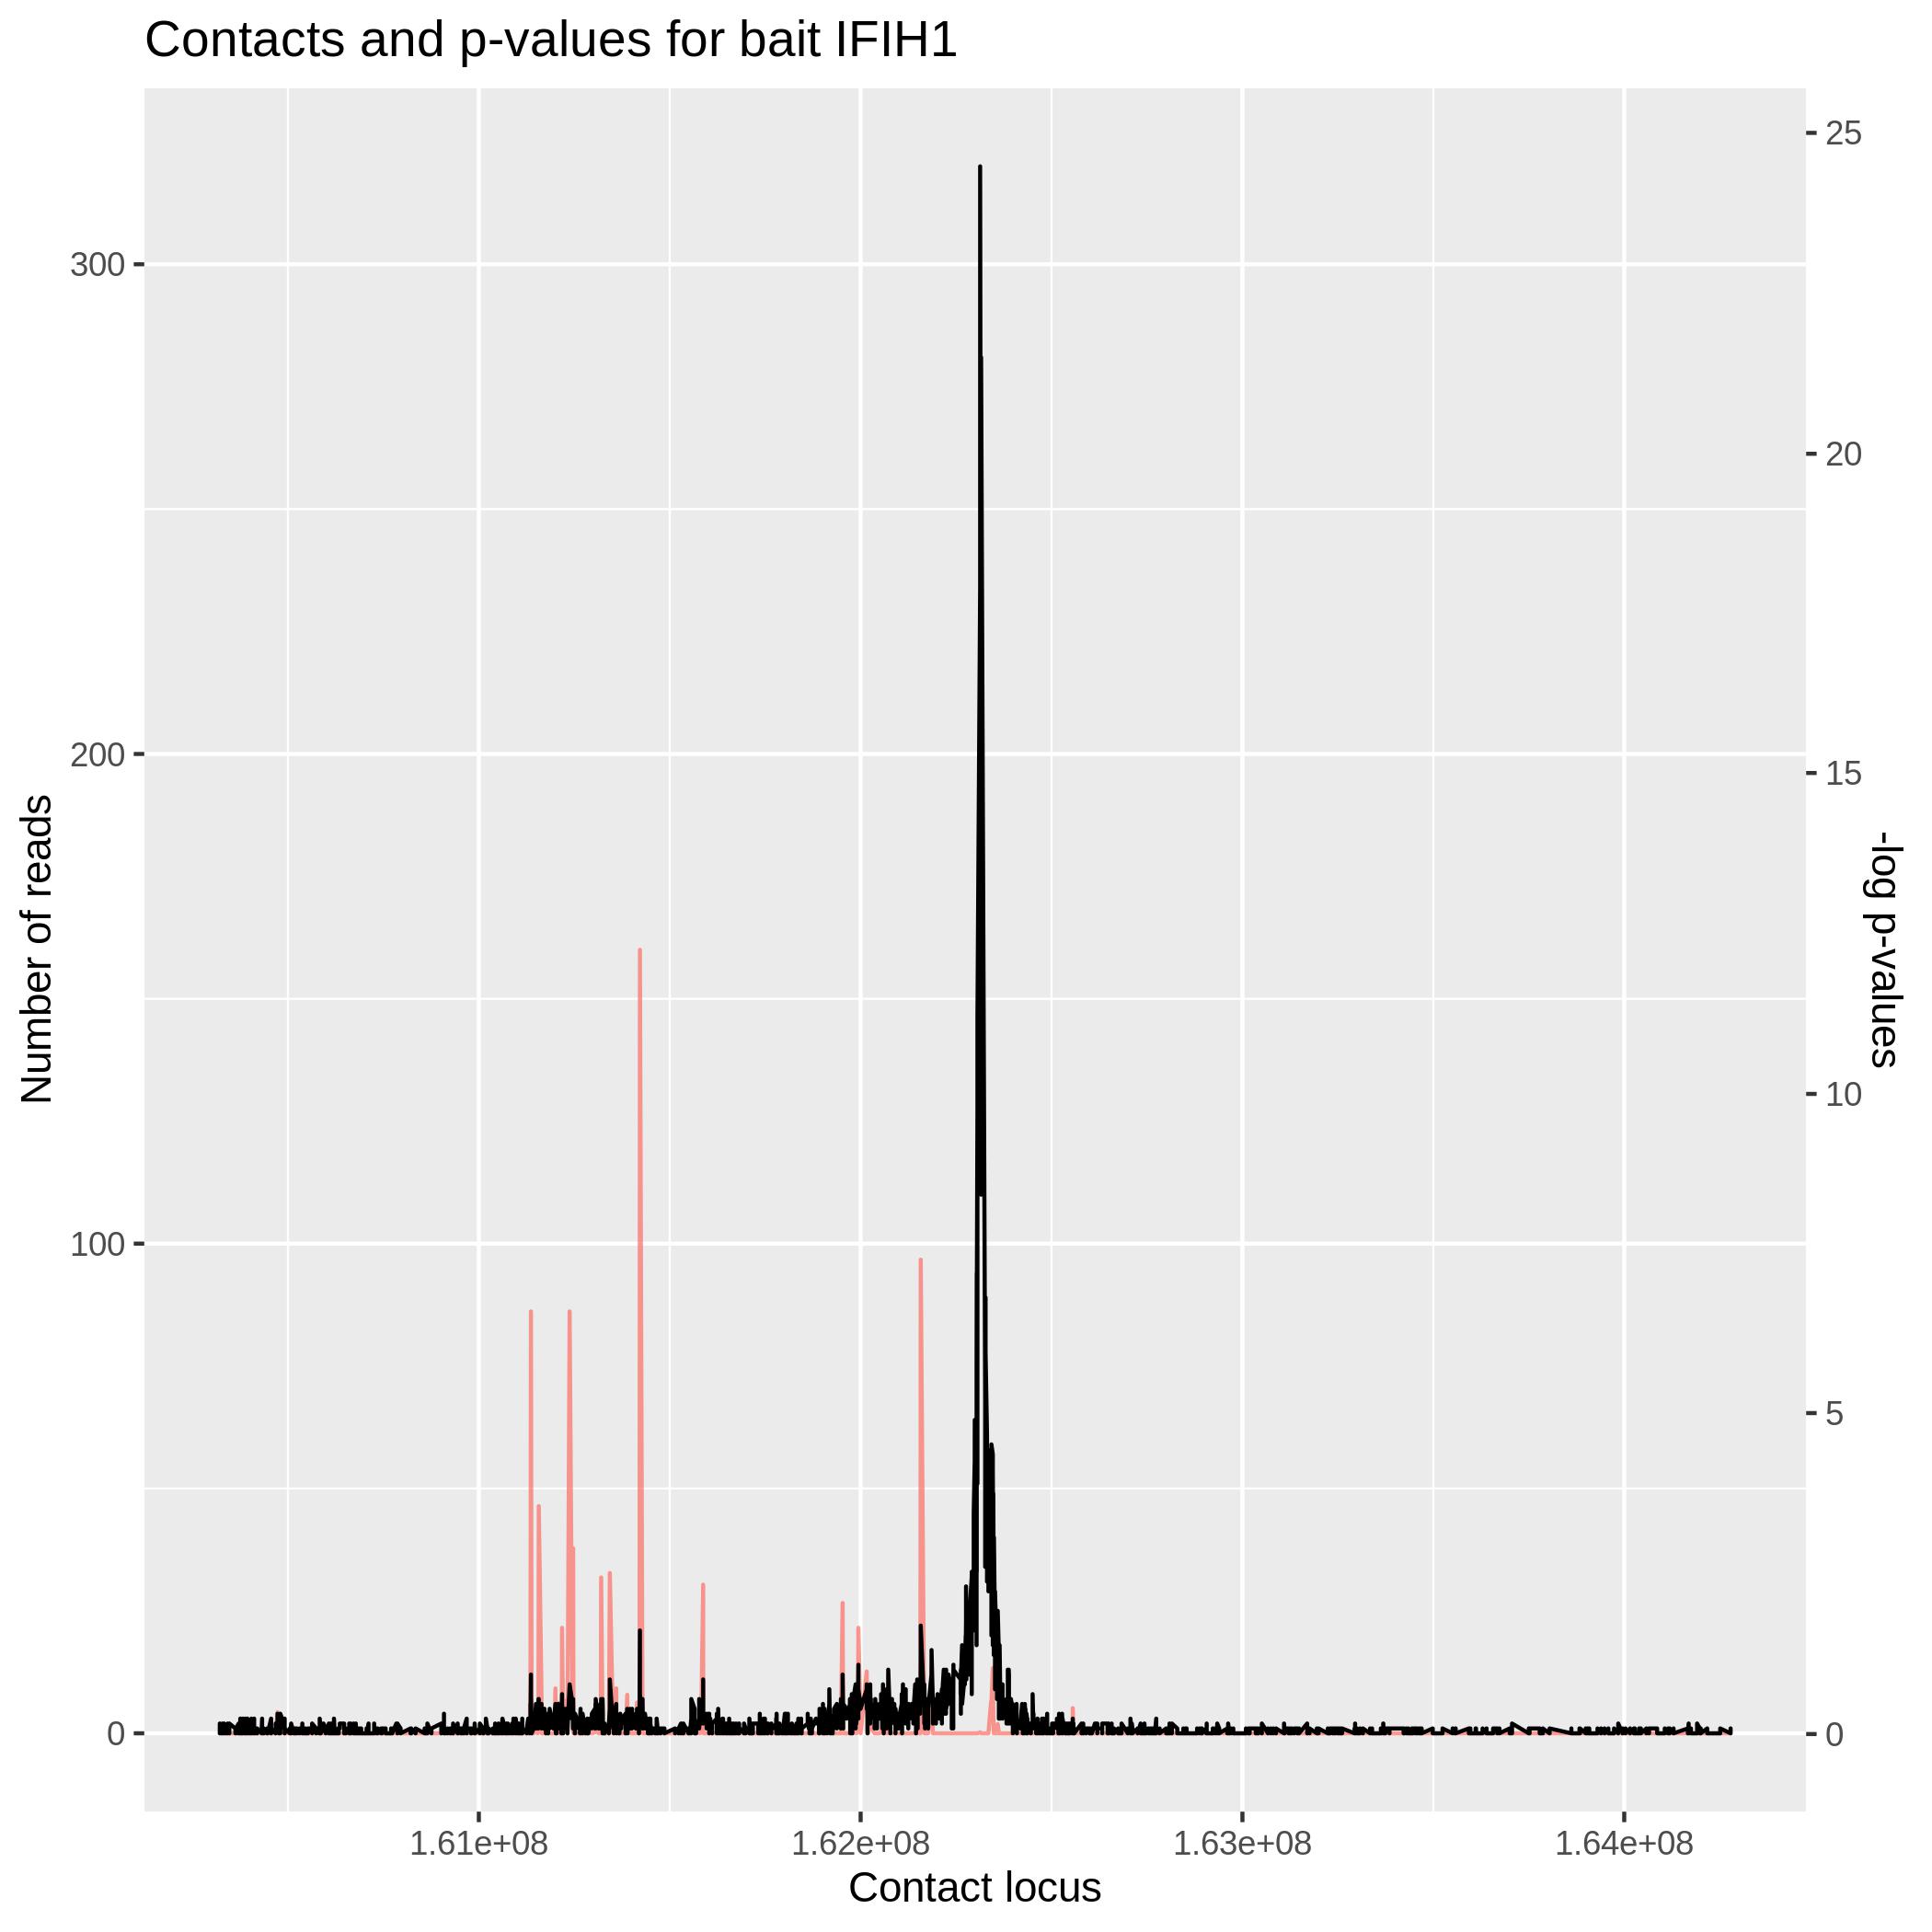 Contacts and p-values for bait IFIH1
300
200
100
0
Number of reads
25
20
15
10
5
0
-log p-values
1.61e+08
1.62e+08
1.63e+08
1.64e+08
Contact locus